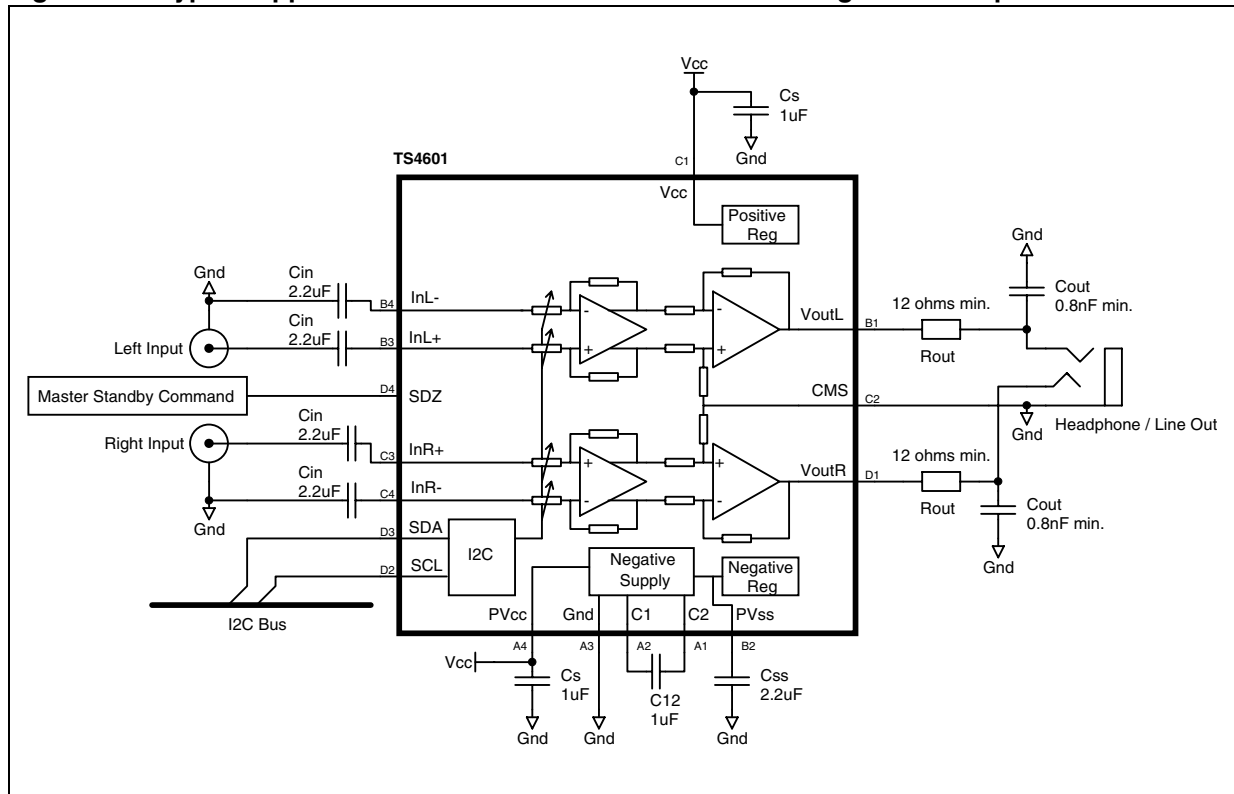 Vcc
Cs
1uF
Gnd
TS4601
C1
Vcc
Positive
Reg
Gnd
Cin
2.2uF
B4
InL-
Cin
2.2uF
B3
InL+
Left Input
Master Standby Command
D4
SDZ
Cin
2.2uF
Right Input
C3
InR+
Cin
2.2uF
C4
InR-
Gnd
D3
SDA
D2
SCL
I2C
I2C Bus
- + - +
+ - + -
VoutL
B1
12 ohms min.
Rout
Gnd
Cout
0.8nF min.
CMS
C2
Gnd
Headphone / Line Out
VoutR
D1
12 ohms min.
Rout
Cout
0.8nF min.
Gnd
Negative
Supply
Negative
Reg
PVcc
Gnd
C1
C2
PVss
A4
A3
A2
A1
B2
Vcc
Cs
1uF
Gnd
Gnd
C12
1uF
Css
2.2uF
Gnd